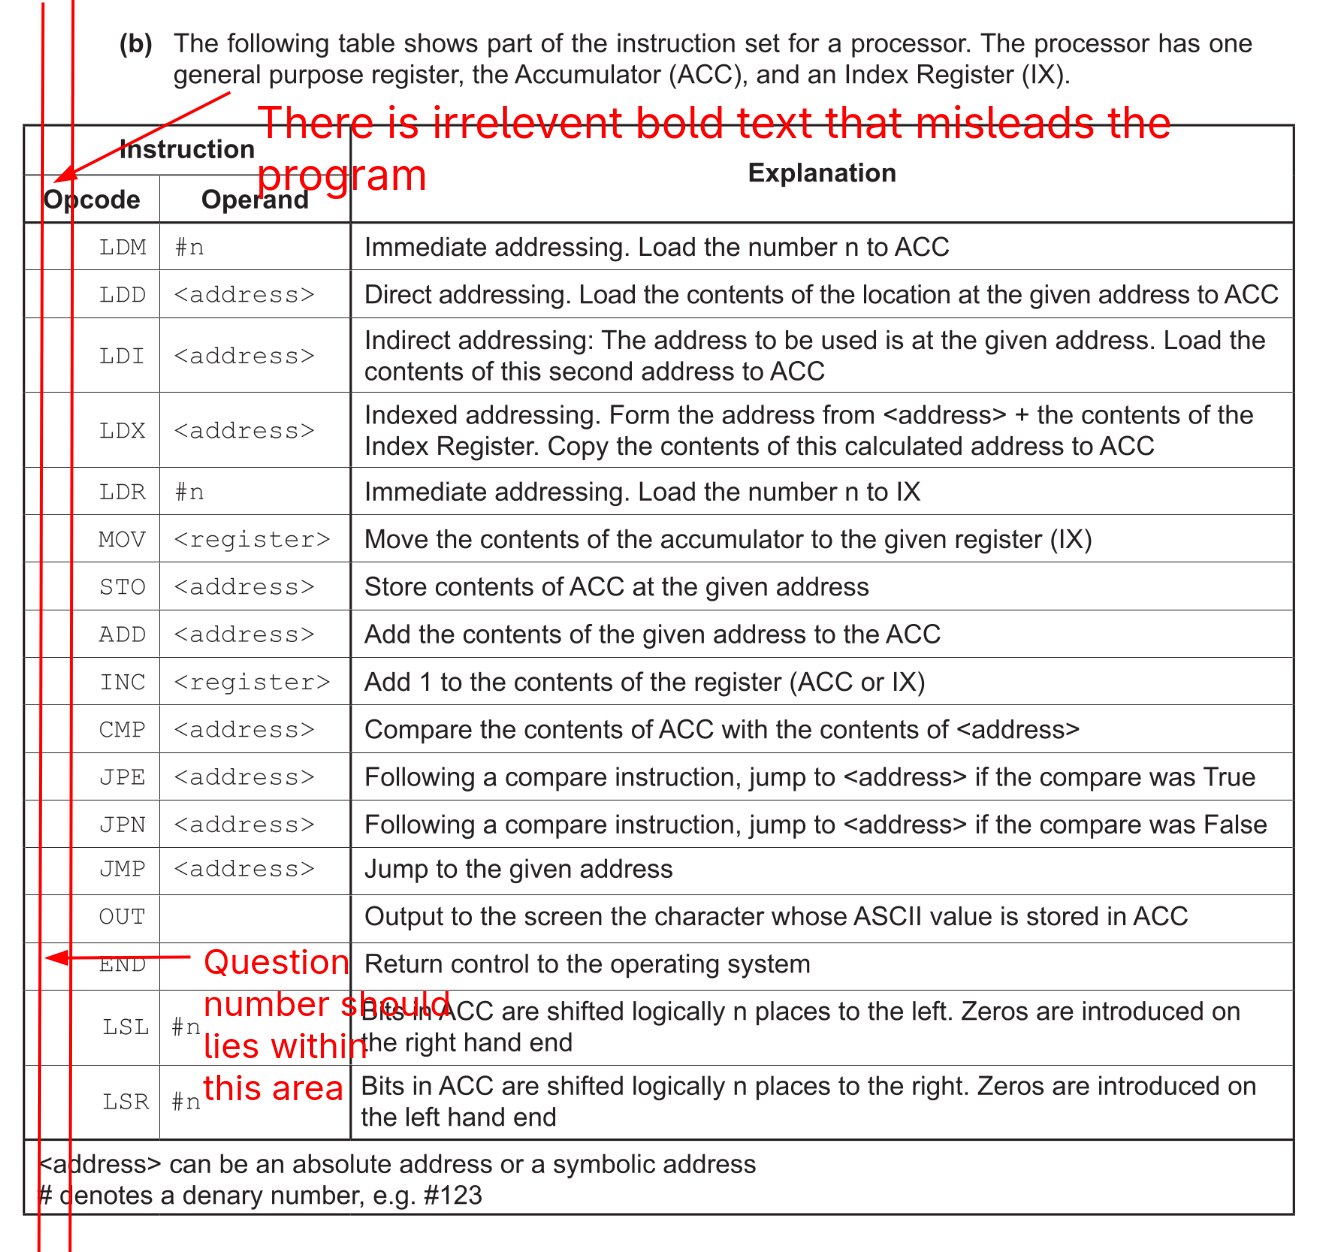 (b) The following table shows part of the instruction set for a processor. The processor has one
general purpose register, the Accumulator (ACC), and an Index Register (IX).
There is irrelevent bold text that misleads the
program
Instruction
Explanation
Opcode Operand
LDM #n Immediate addressing. Load the number n to ACC
LDD <address> Direct addressing. Load the contents of the location at the given address to ACC
LDI <address> Indirect addressing: The address to be used is at the given address. Load the
contents of this second address to ACC
LDX <address> Indexed addressing. Form the address from <address> + the contents of the
Index Register. Copy the contents of this calculated address to ACC
LDR #n Immediate addressing. Load the number n to IX
MOV <register> Move the contents of the accumulator to the given register (IX)
STO <address> Store contents of ACC at the given address
ADD <address> Add the contents of the given address to the ACC
INC <register> Add 1 to the contents of the register (ACC or IX)
CMP <address> Compare the contents of ACC with the contents of <address>
JPE <address> Following a compare instruction, jump to <address> if the compare was True
JPN <address> Following a compare instruction, jump to <address> if the compare was False
JMP <address> Jump to the given address
OUT Output to the screen the character whose ASCII value is stored in ACC
END Return control to the operating system
Question
number should
lies within
this area
LSL #n Bits in ACC are shifted logically n places to the left. Zeros are introduced on
the right hand end
LSR #n Bits in ACC are shifted logically n places to the right. Zeros are introduced on
the left hand end
<address> can be an absolute address or a symbolic address
# denotes a denary number, e.g. #123